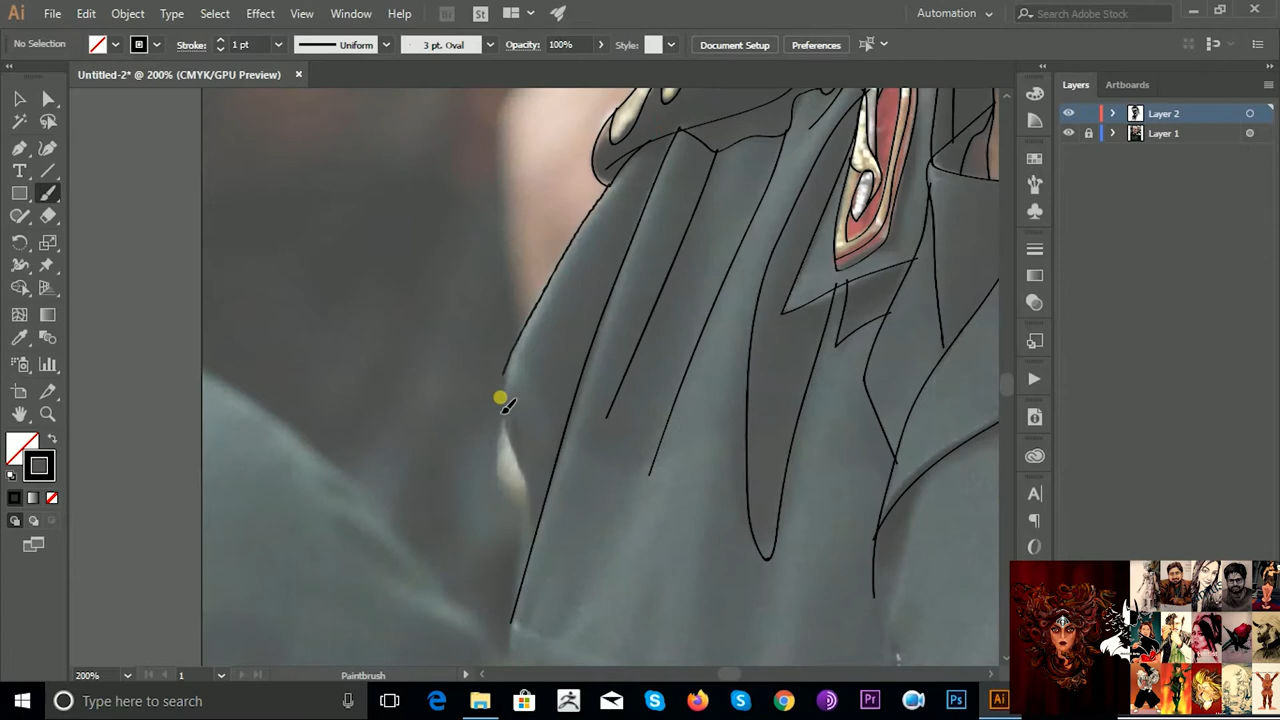 Ai File Edit Object Type Select Effect View Window Help Br St Automation Search Adobe Stock
No Selection Stroke: 1 pt Uniform 3 pt. Oval Opacity: 100% Style: Document Setup Preferences
Untitled-2* @ 200% (CMYK/GPU Preview)
Layers Artboards
Layer 2
Layer 1
200% 1 Paintbrush
Type here to search